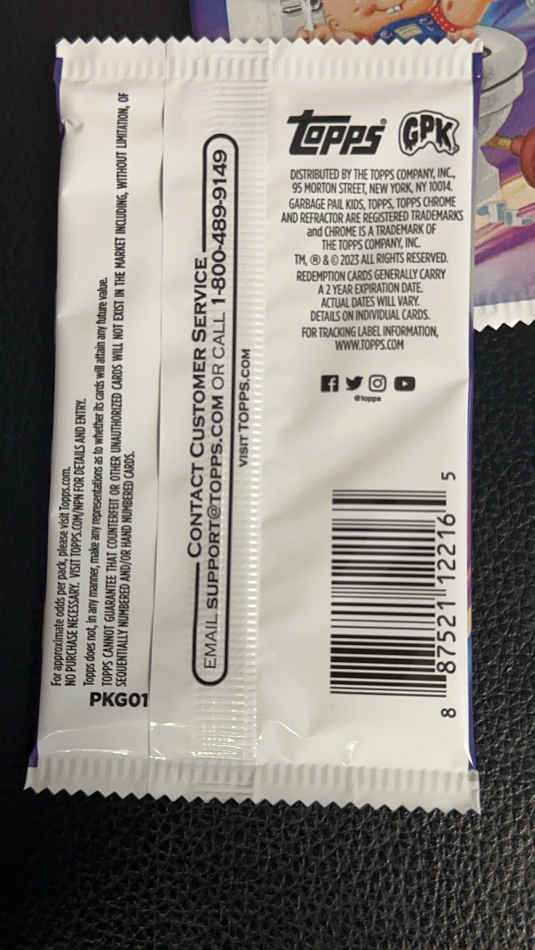 TOPPS® GPK
DISTRIBUTED BY THE TOPPS COMPANY, INC.,
95 MORTON STREET, NEW YORK, NY 10014.
GARBAGE PAIL KIDS, TOPPS, TOPPS CHROME
AND REFRACTOR ARE REGISTERED TRADEMARKS
and CHROME IS A TRADEMARK OF
THE TOPPS COMPANY, INC.
TM, ® & © 2023 ALL RIGHTS RESERVED.
REDEMPTION CARDS GENERALLY CARRY
A 2 YEAR EXPIRATION DATE.
ACTUAL DATES WILL VARY.
DETAILS ON INDIVIDUAL CARDS.
FOR TRACKING LABEL INFORMATION,
WWW.TOPPS.COM
@topps
8 87521 12216 5
CONTACT CUSTOMER SERVICE
EMAIL SUPPORT@TOPPS.COM OR CALL 1-800-489-9149
VISIT TOPPS.COM
For approximate odds per pack, please visit Topps.com.
NO PURCHASE NECESSARY. VISIT TOPPS.COM/NPN FOR DETAILS AND ENTRY.
Topps does not, in any manner, make any representations as to whether its cards will attain any future value.
TOPPS CANNOT GUARANTEE THAT COUNTERFEIT OR OTHER UNAUTHORIZED CARDS WILL NOT EXIST IN THE MARKET INCLUDING, WITHOUT LIMITATION, OF
SEQUENTIALLY NUMBERED AND/OR HAND NUMBERED CARDS.
PKG01